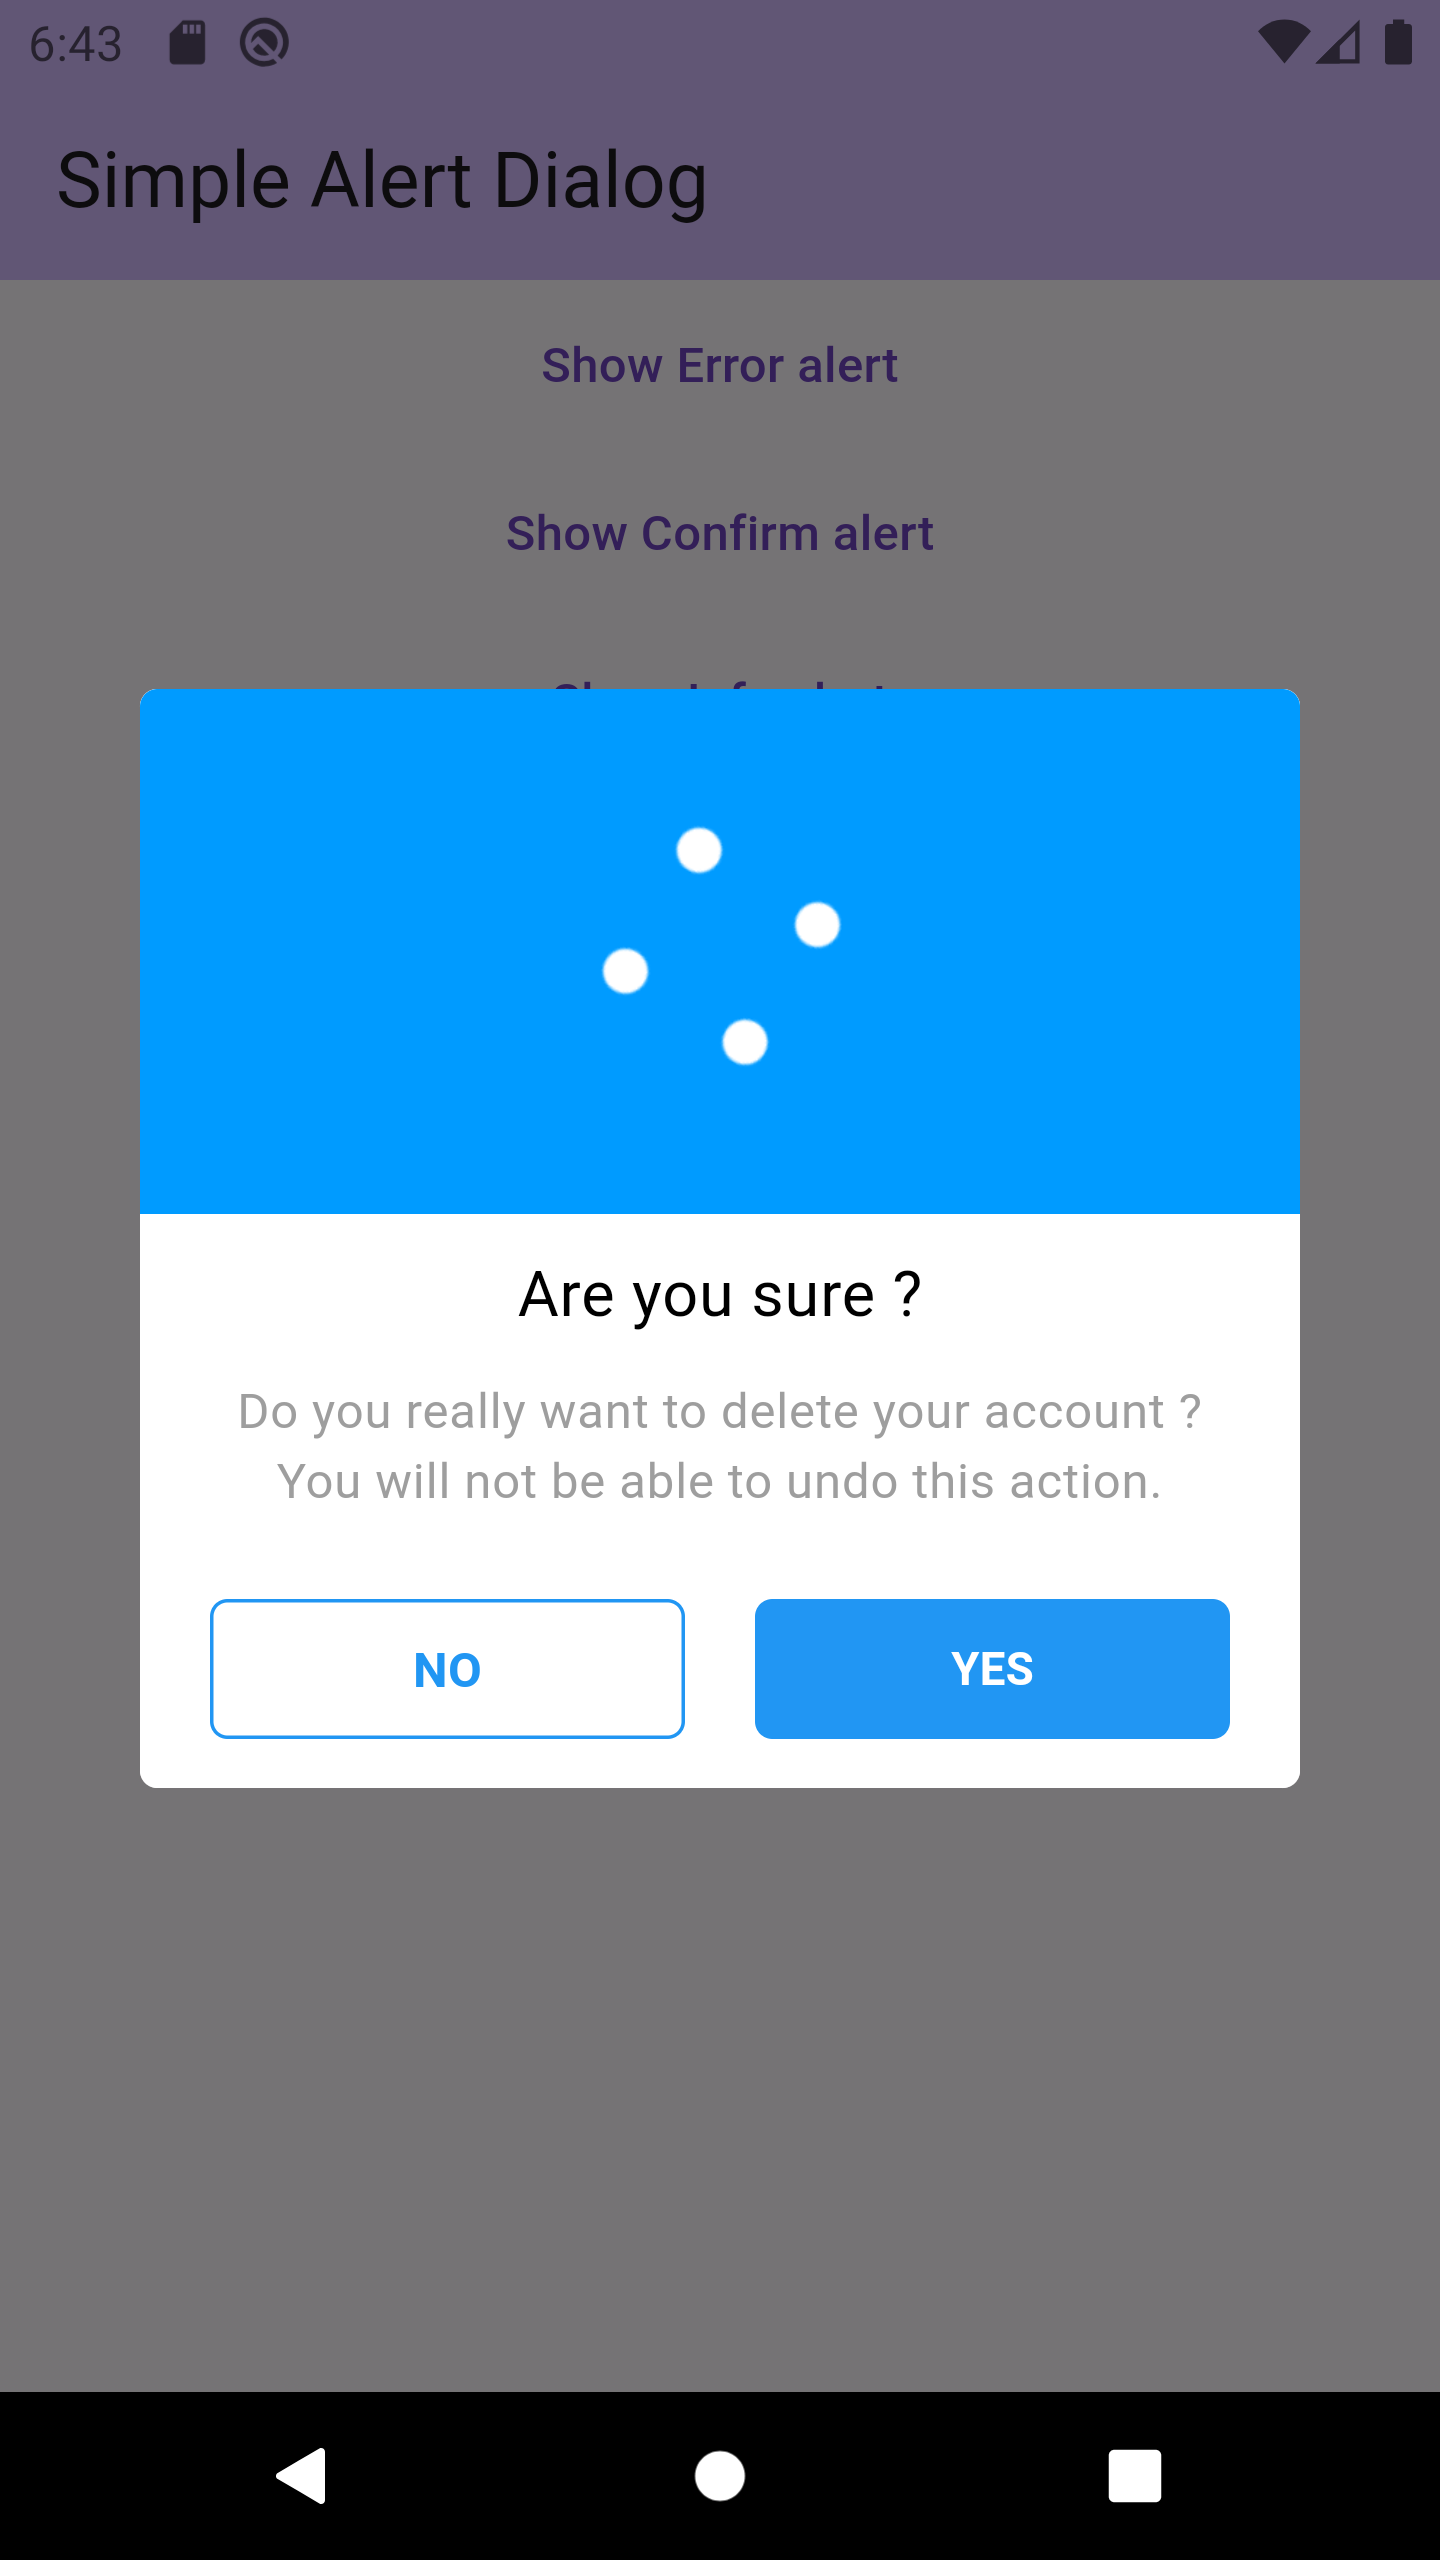 6:43
Simple Alert Dialog
Show Error alert
Show Confirm alert
Are you sure ?
Do you really want to delete your account ?
You will not be able to undo this action.
NO
YES